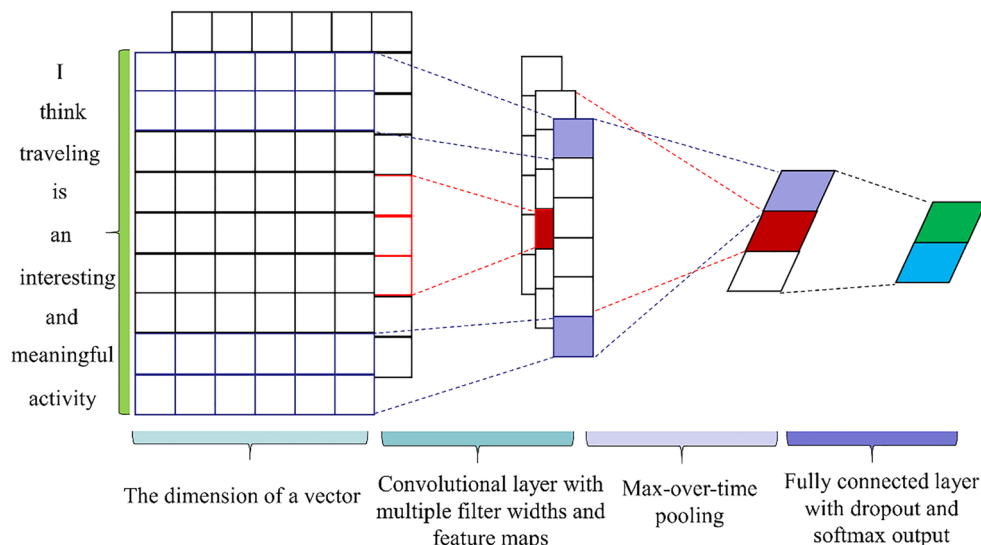 I
think
traveling
is
an
interesting
and
meaningful
activity
The dimension of a vector
Convolutional layer with
multiple filter widths and
feature maps
Max-over-time
pooling
Fully connected layer
with dropout and
softmax output